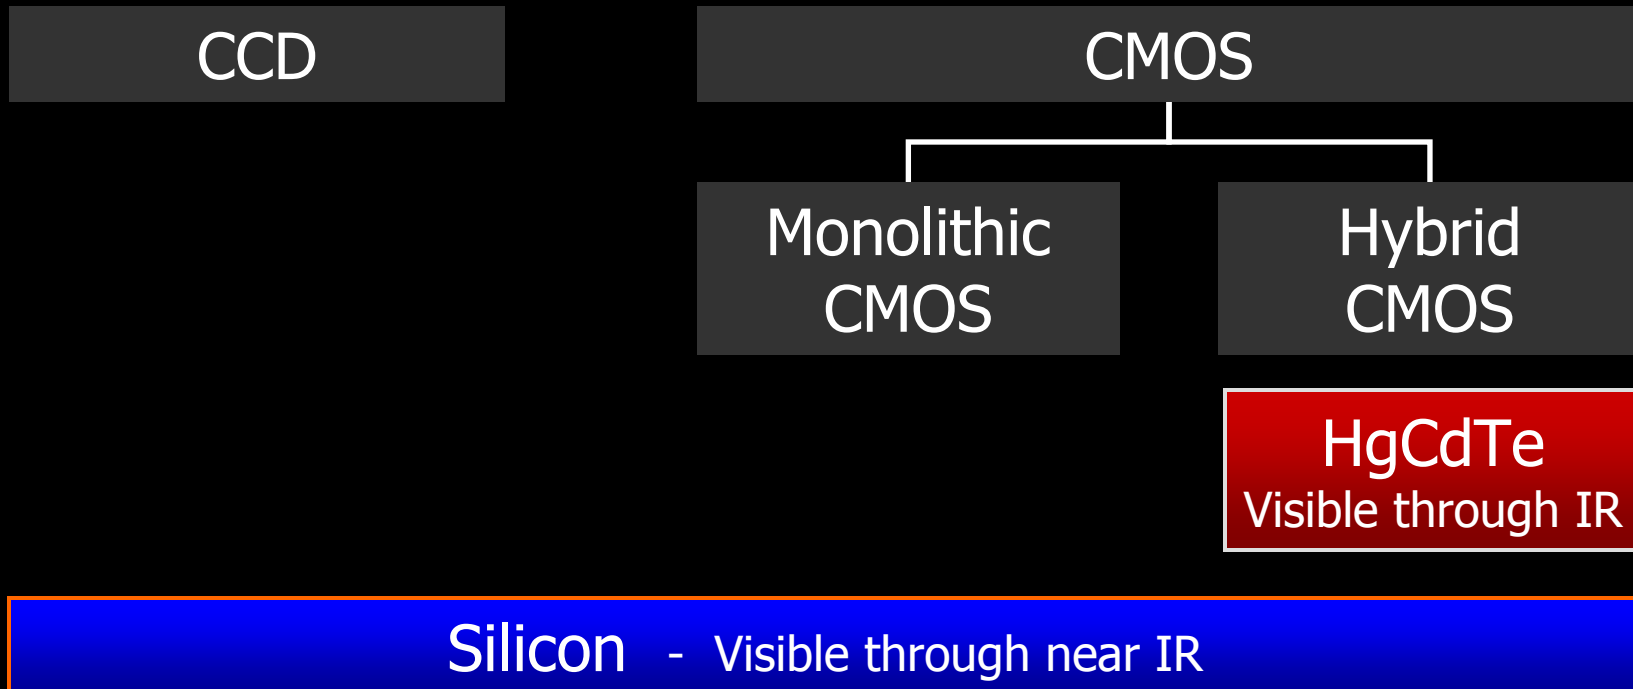 CCD
CMOS
Monolithic
CMOS
Hybrid
CMOS
HgCdTe
Visible through IR
Silicon - Visible through near IR